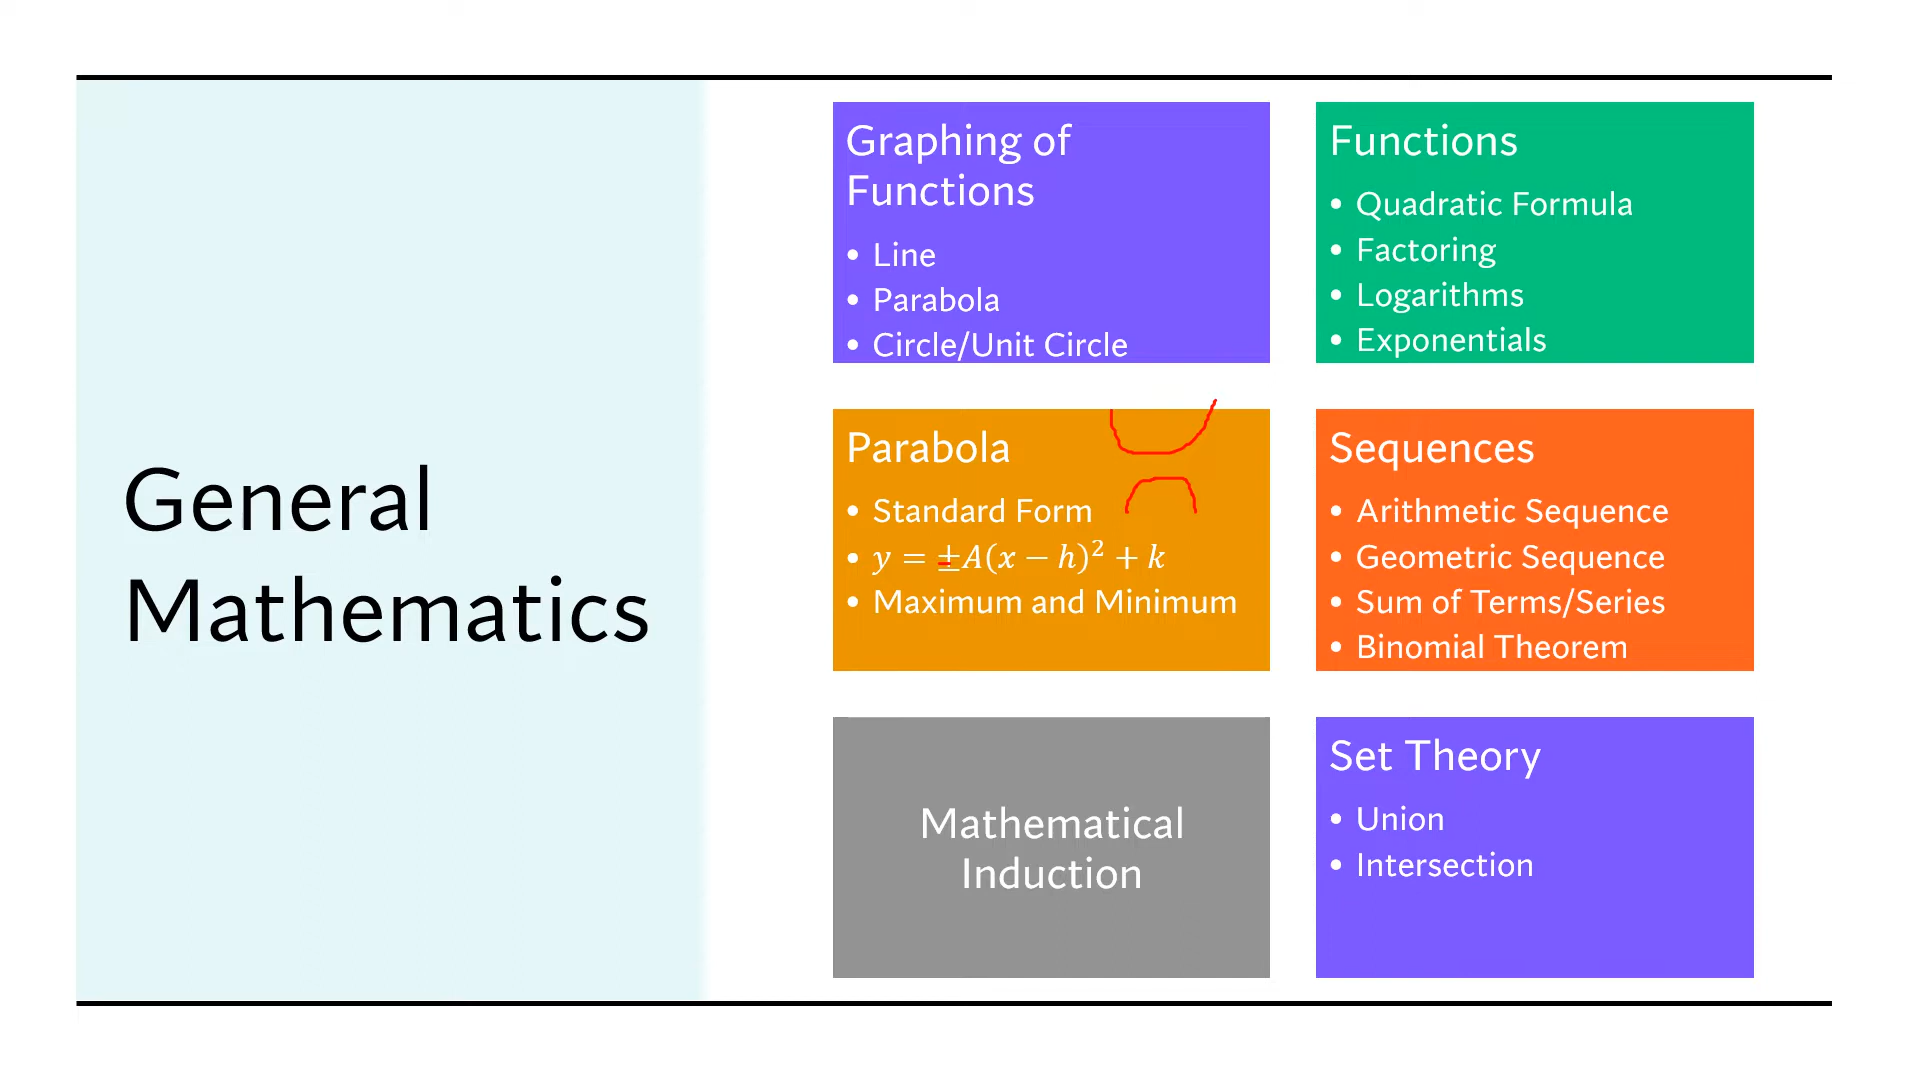 General
Mathematics
Graphing of
Functions
• Line
• Parabola
• Circle/Unit Circle
Functions
• Quadratic Formula
• Factoring
• Logarithms
• Exponentials
Parabola
• Standard Form
• y = ±A(x − h)² + k
• Maximum and Minimum
Sequences
• Arithmetic Sequence
• Geometric Sequence
• Sum of Terms/Series
• Binomial Theorem
Mathematical
Induction
Set Theory
• Union
• Intersection